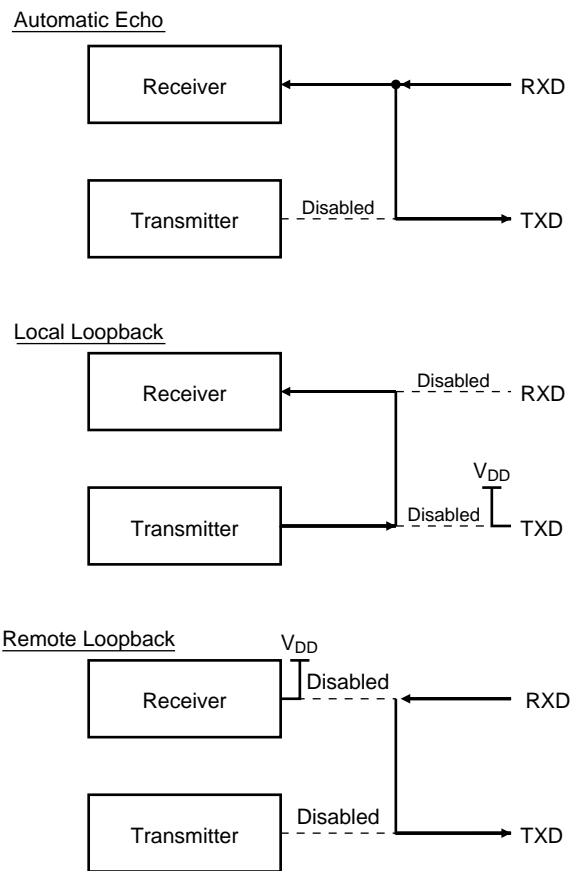 Automatic Echo
Receiver
RXD
Transmitter
Disabled
TXD
Local Loopback
Receiver
Disabled
RXD
VDD
Transmitter
Disabled
TXD
Remote Loopback
VDD
Receiver
Disabled
RXD
Transmitter
Disabled
TXD